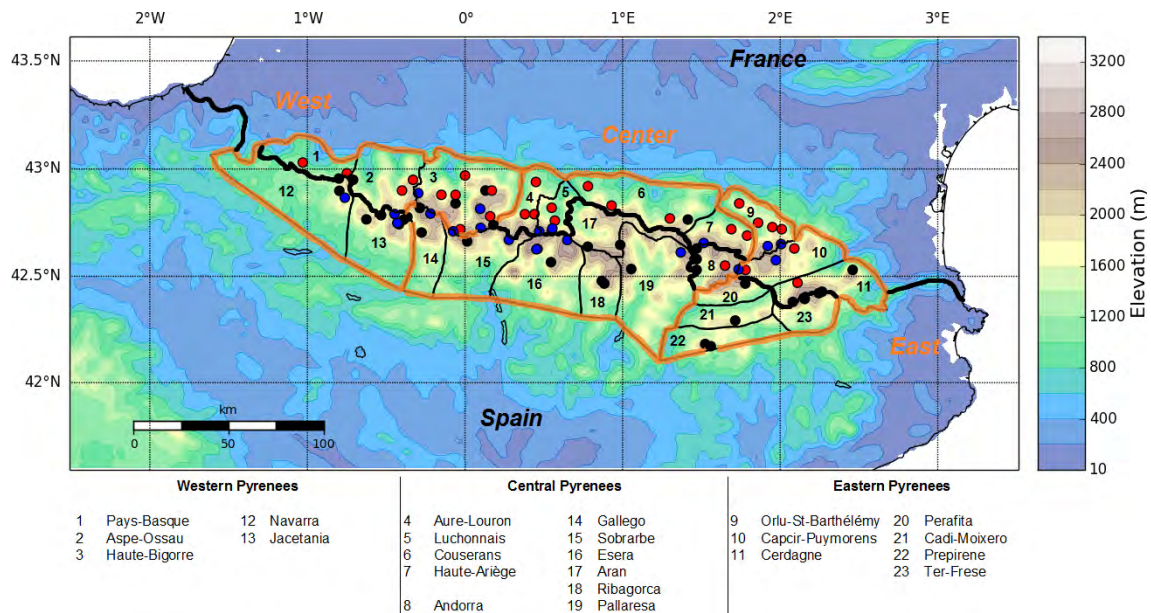 2°W 1°W 0° 1°E 2°E 3°E
43.5°N
43°N
42.5°N
42°N
France
West
Center
East
Spain
1
2
3
4
5
6
7
8
9
10
11
12
13
14
15
16
17
18
19
20
21
22
23
km
0 50 100
3200
2800
2400
2000
1600
1200
800
400
10
Elevation (m)
Western Pyrenees Central Pyrenees Eastern Pyrenees
1 Pays-Basque 12 Navarra 4 Aure-Louron 14 Gallego 9 Orlu-St-Barthélémy 20 Perafita
2 Aspe-Ossau 13 Jacetania 5 Luchonnais 15 Sobrarbe 10 Capcir-Puymorens 21 Cadi-Moixero
3 Haute-Bigorre 6 Couserans 16 Esera 11 Cerdagne 22 Prepirene
7 Haute-Ariège 17 Aran 23 Ter-Frese
18 Ribagorca
8 Andorra 19 Pallaresa